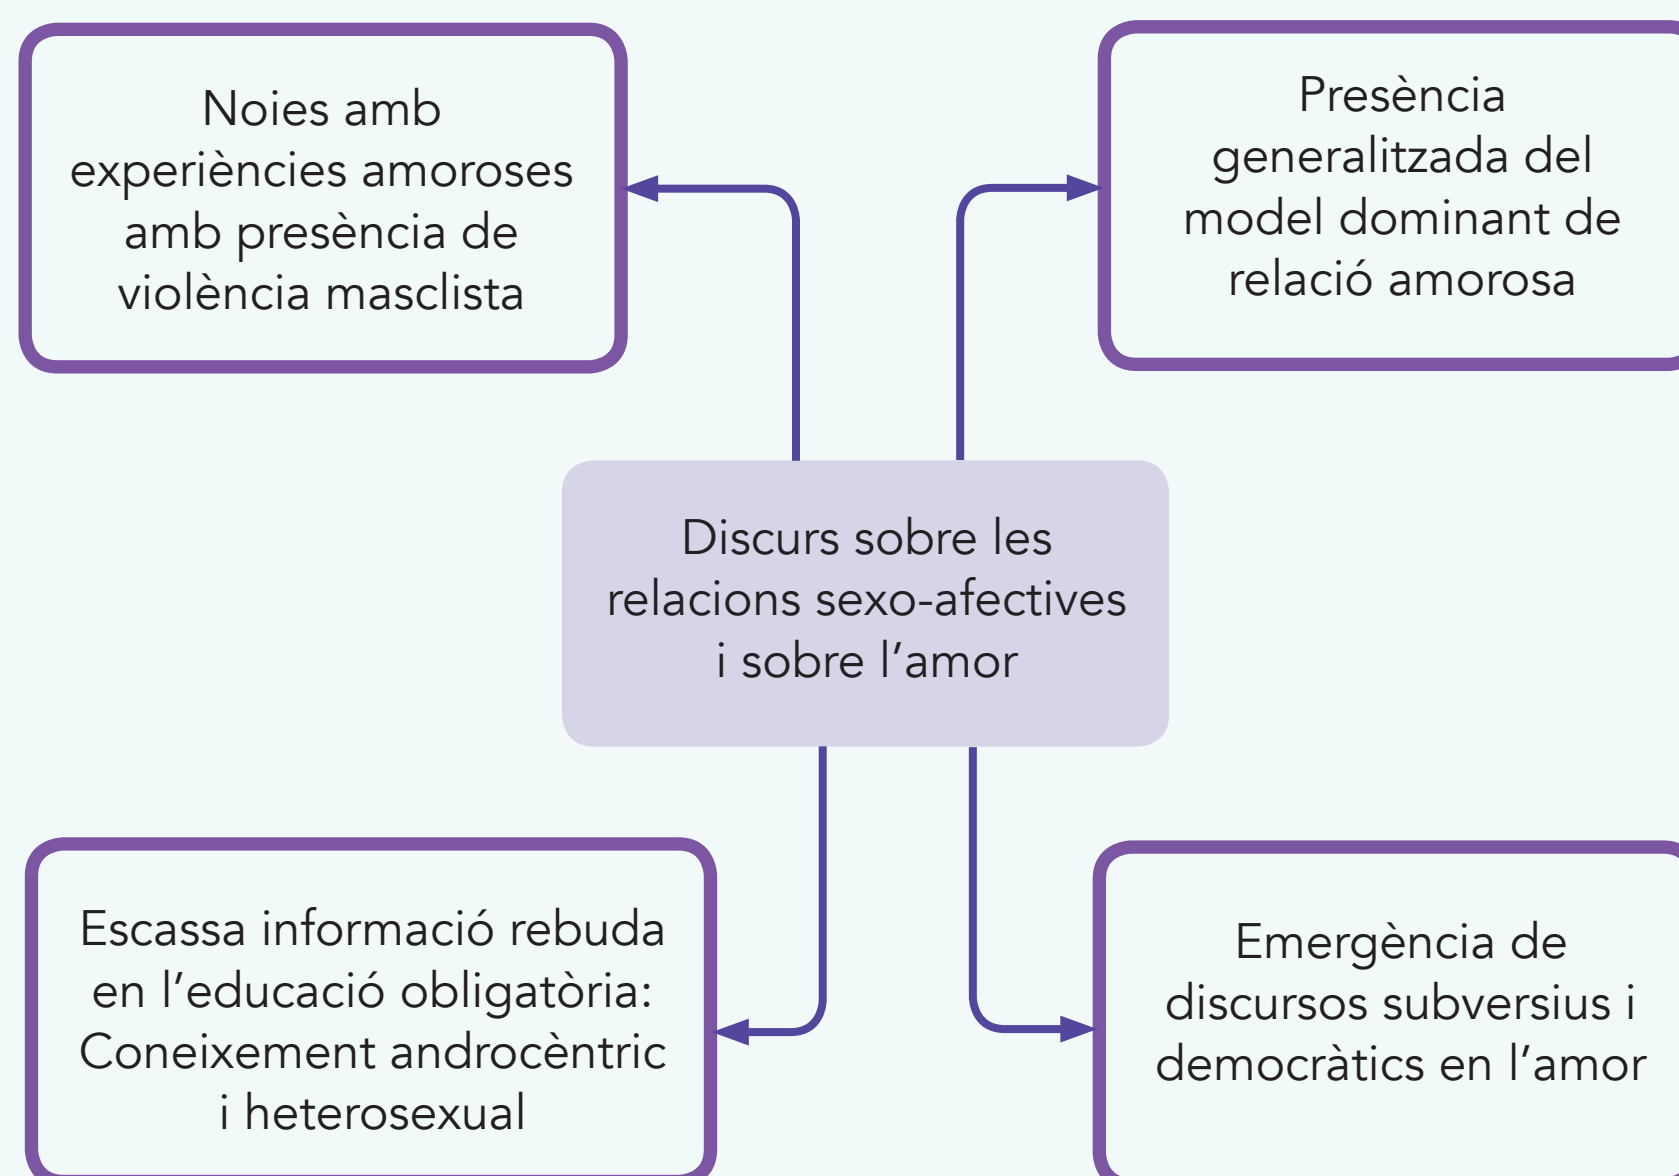 Noies amb
experiències amoroses
amb presència de
violència masclista
Presència
generalitzada del
model dominant de
relació amorosa
Discurs sobre les
relacions sexo-afectives
i sobre l’amor
Escassa informació rebuda
en l’educació obligatòria:
Coneixement androcèntric
i heterosexual
Emergència de
discursos subversius i
democràtics en l’amor